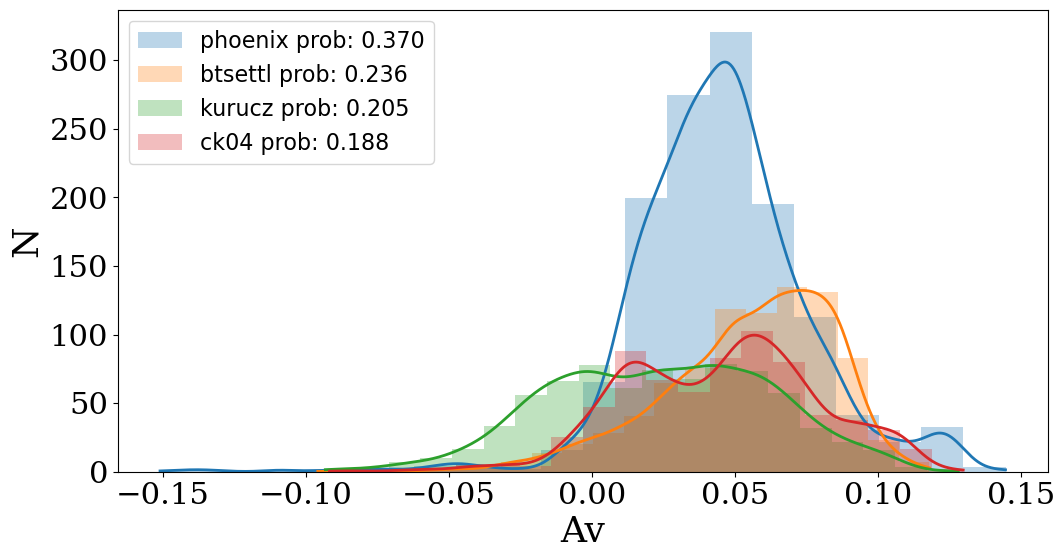 phoenix prob: 0.370
btsettl prob: 0.236
kurucz prob: 0.205
ck04 prob: 0.188
N
300
250
200
150
100
50
0
−0.15 −0.10 −0.05 0.00 0.05 0.10 0.15
Av